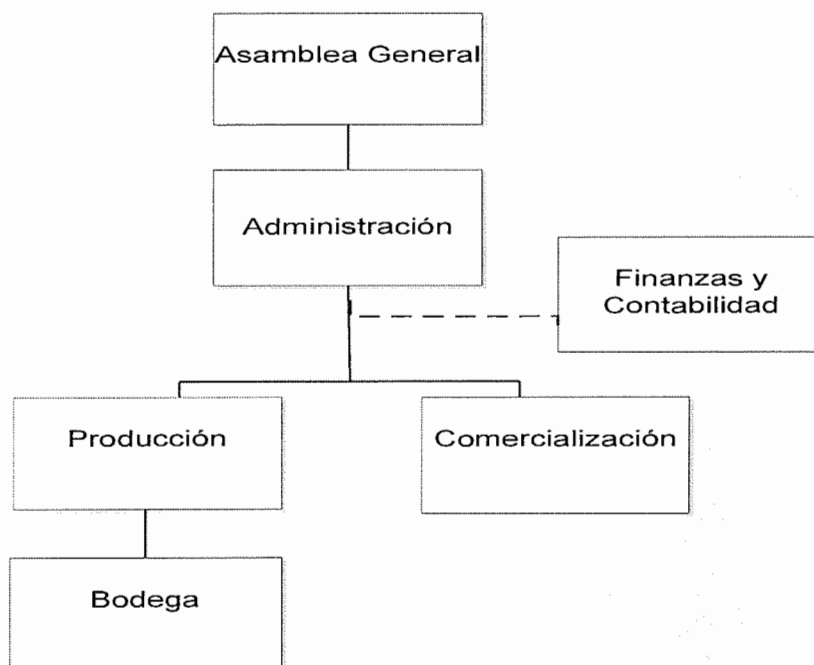 Asamblea General
Administración
Finanzas y
Contabilidad
Producción
Comercialización
Bodega